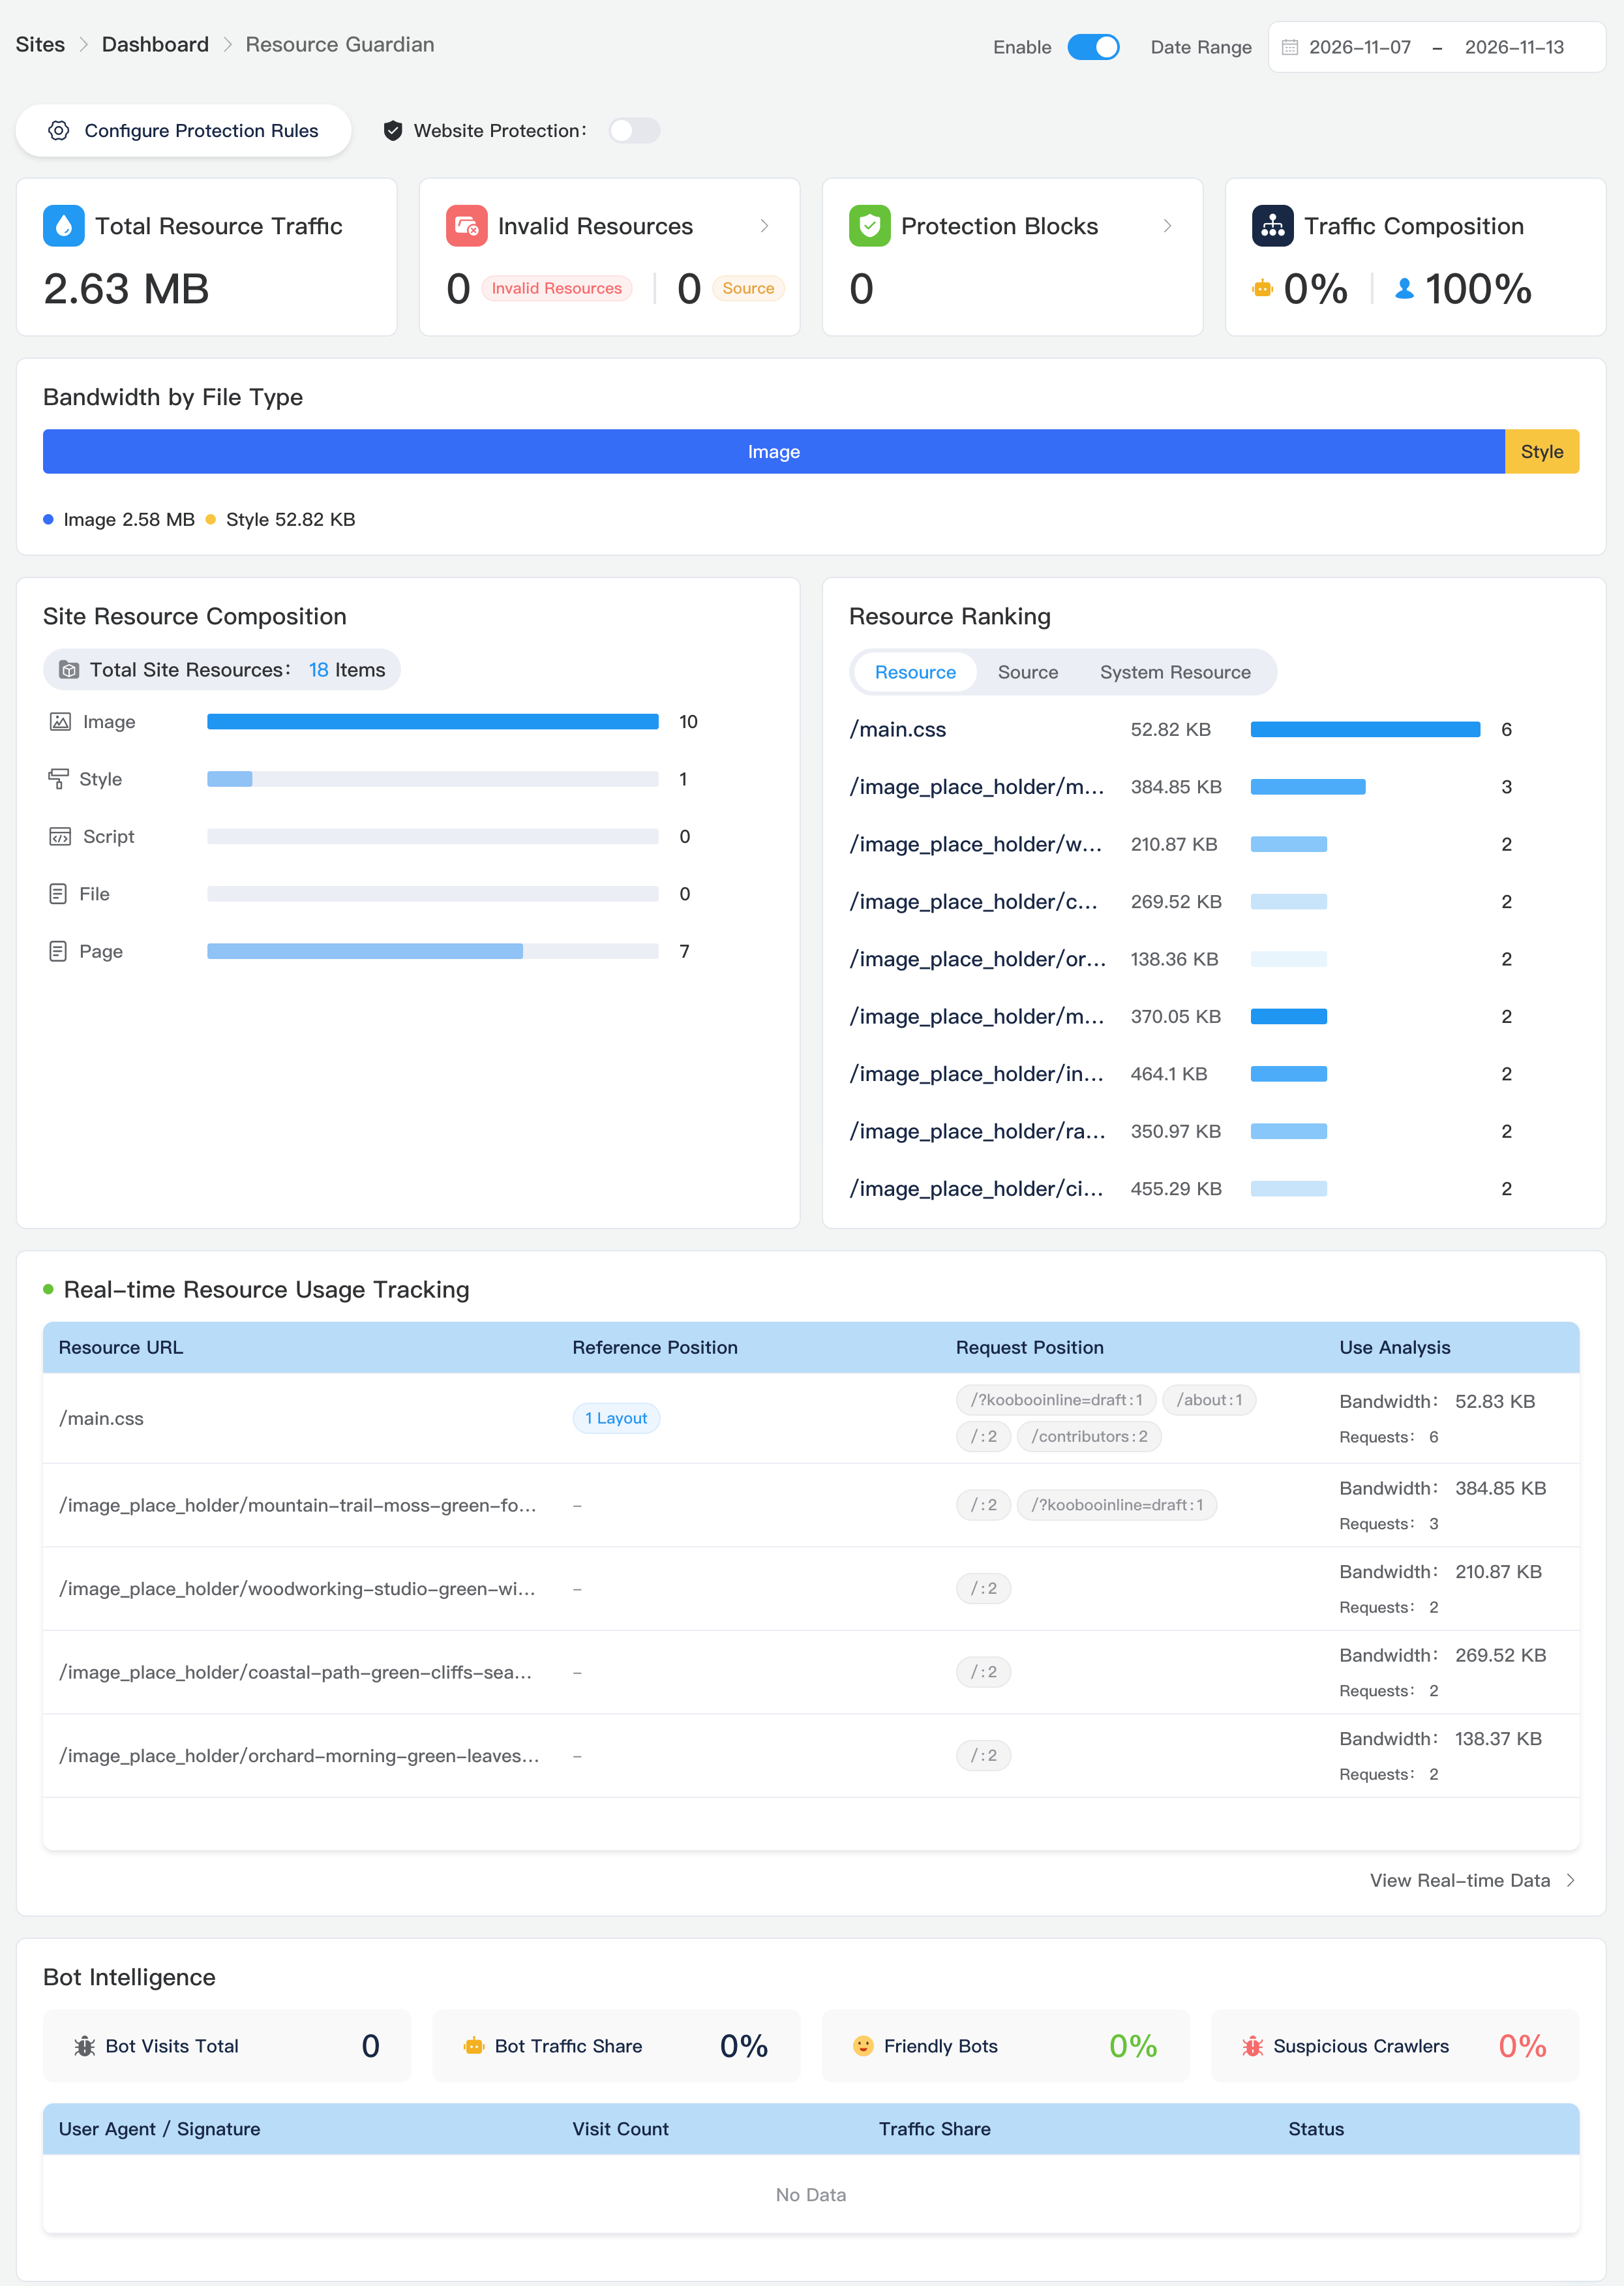 Sites > Dashboard > Resource Guardian
Enable
Date Range
2026-11-07 - 2026-11-13
Configure Protection Rules
Website Protection:
Total Resource Traffic
2.63 MB
Invalid Resources
0 Invalid Resources
0 Source
Protection Blocks
0
Traffic Composition
0%
100%
Bandwidth by File Type
Image
Style
Image 2.58 MB
Style 52.82 KB
Site Resource Composition
Total Site Resources: 18 Items
Image 10
Style 1
Script 0
File 0
Page 7
Resource Ranking
Resource
Source
System Resource
/main.css 52.82 KB 6
/image_place_holder/m... 384.85 KB 3
/image_place_holder/w... 210.87 KB 2
/image_place_holder/c... 269.52 KB 2
/image_place_holder/or... 138.36 KB 2
/image_place_holder/m... 370.05 KB 2
/image_place_holder/in... 464.1 KB 2
/image_place_holder/ra... 350.97 KB 2
/image_place_holder/ci... 455.29 KB 2
Real-time Resource Usage Tracking
Resource URL
Reference Position
Request Position
Use Analysis
/main.css
1 Layout
/?koobooinline=draft:1
/about:1
/:2
/contributors:2
Bandwidth: 52.83 KB
Requests: 6
/image_place_holder/mountain-trail-moss-green-fo...
-
/:2
/?koobooinline=draft:1
Bandwidth: 384.85 KB
Requests: 3
/image_place_holder/woodworking-studio-green-wi...
-
/:2
Bandwidth: 210.87 KB
Requests: 2
/image_place_holder/coastal-path-green-cliffs-sea...
-
/:2
Bandwidth: 269.52 KB
Requests: 2
/image_place_holder/orchard-morning-green-leaves...
-
/:2
Bandwidth: 138.37 KB
Requests: 2
View Real-time Data >
Bot Intelligence
Bot Visits Total 0
Bot Traffic Share 0%
Friendly Bots 0%
Suspicious Crawlers 0%
User Agent / Signature
Visit Count
Traffic Share
Status
No Data